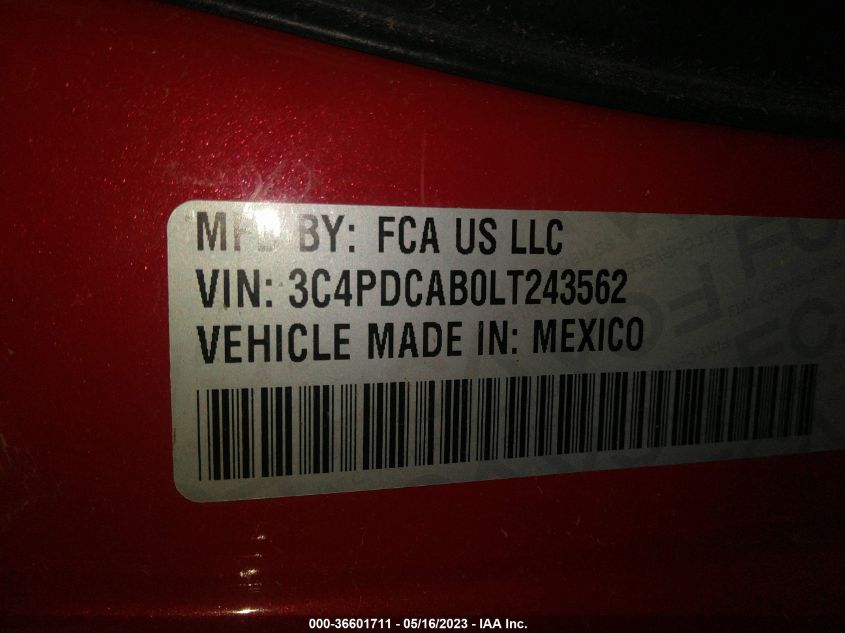 MFD BY: FCA US LLC
VIN: 3C4PDCAB0LT243562
VEHICLE MADE IN: MEXICO
000-36601711 - 05/16/2023 - IAA Inc.